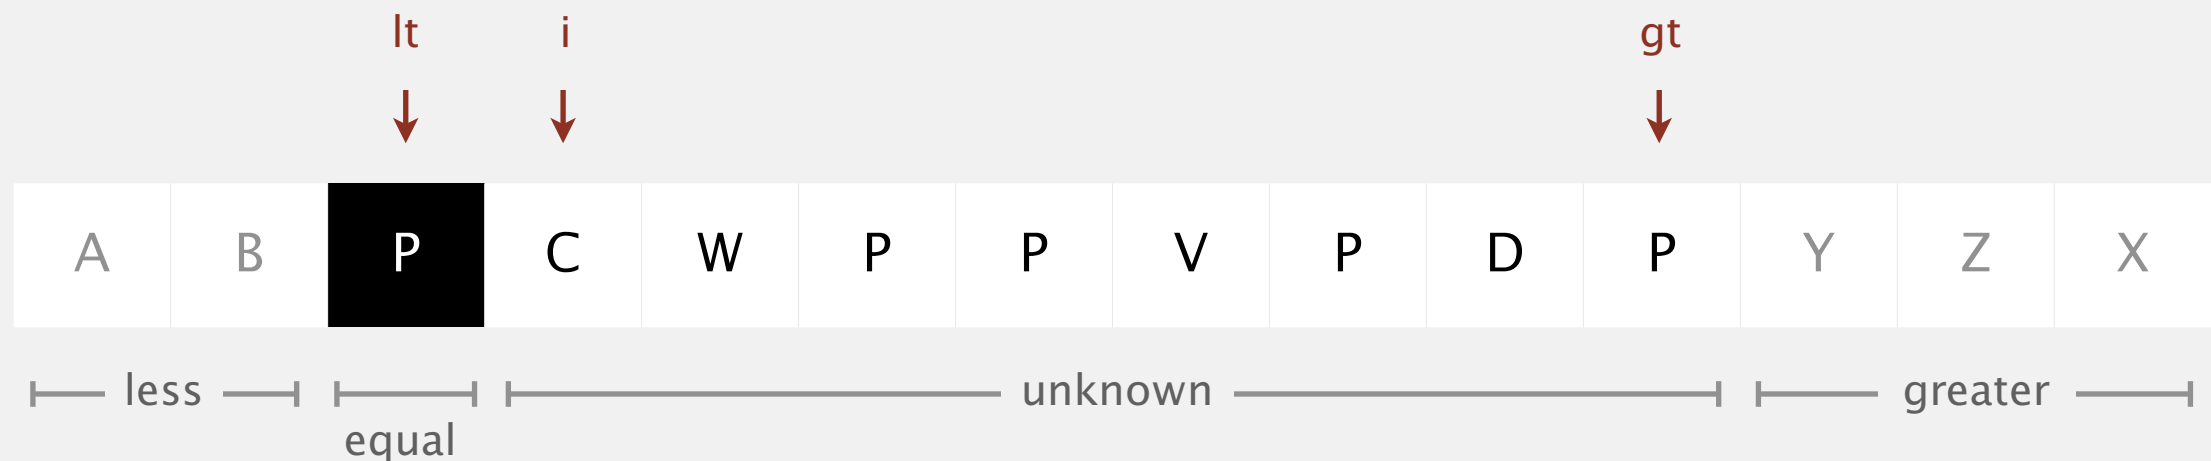 lt i gt
A B P C W P P V P D P Y Z X
less unknown greater
equal